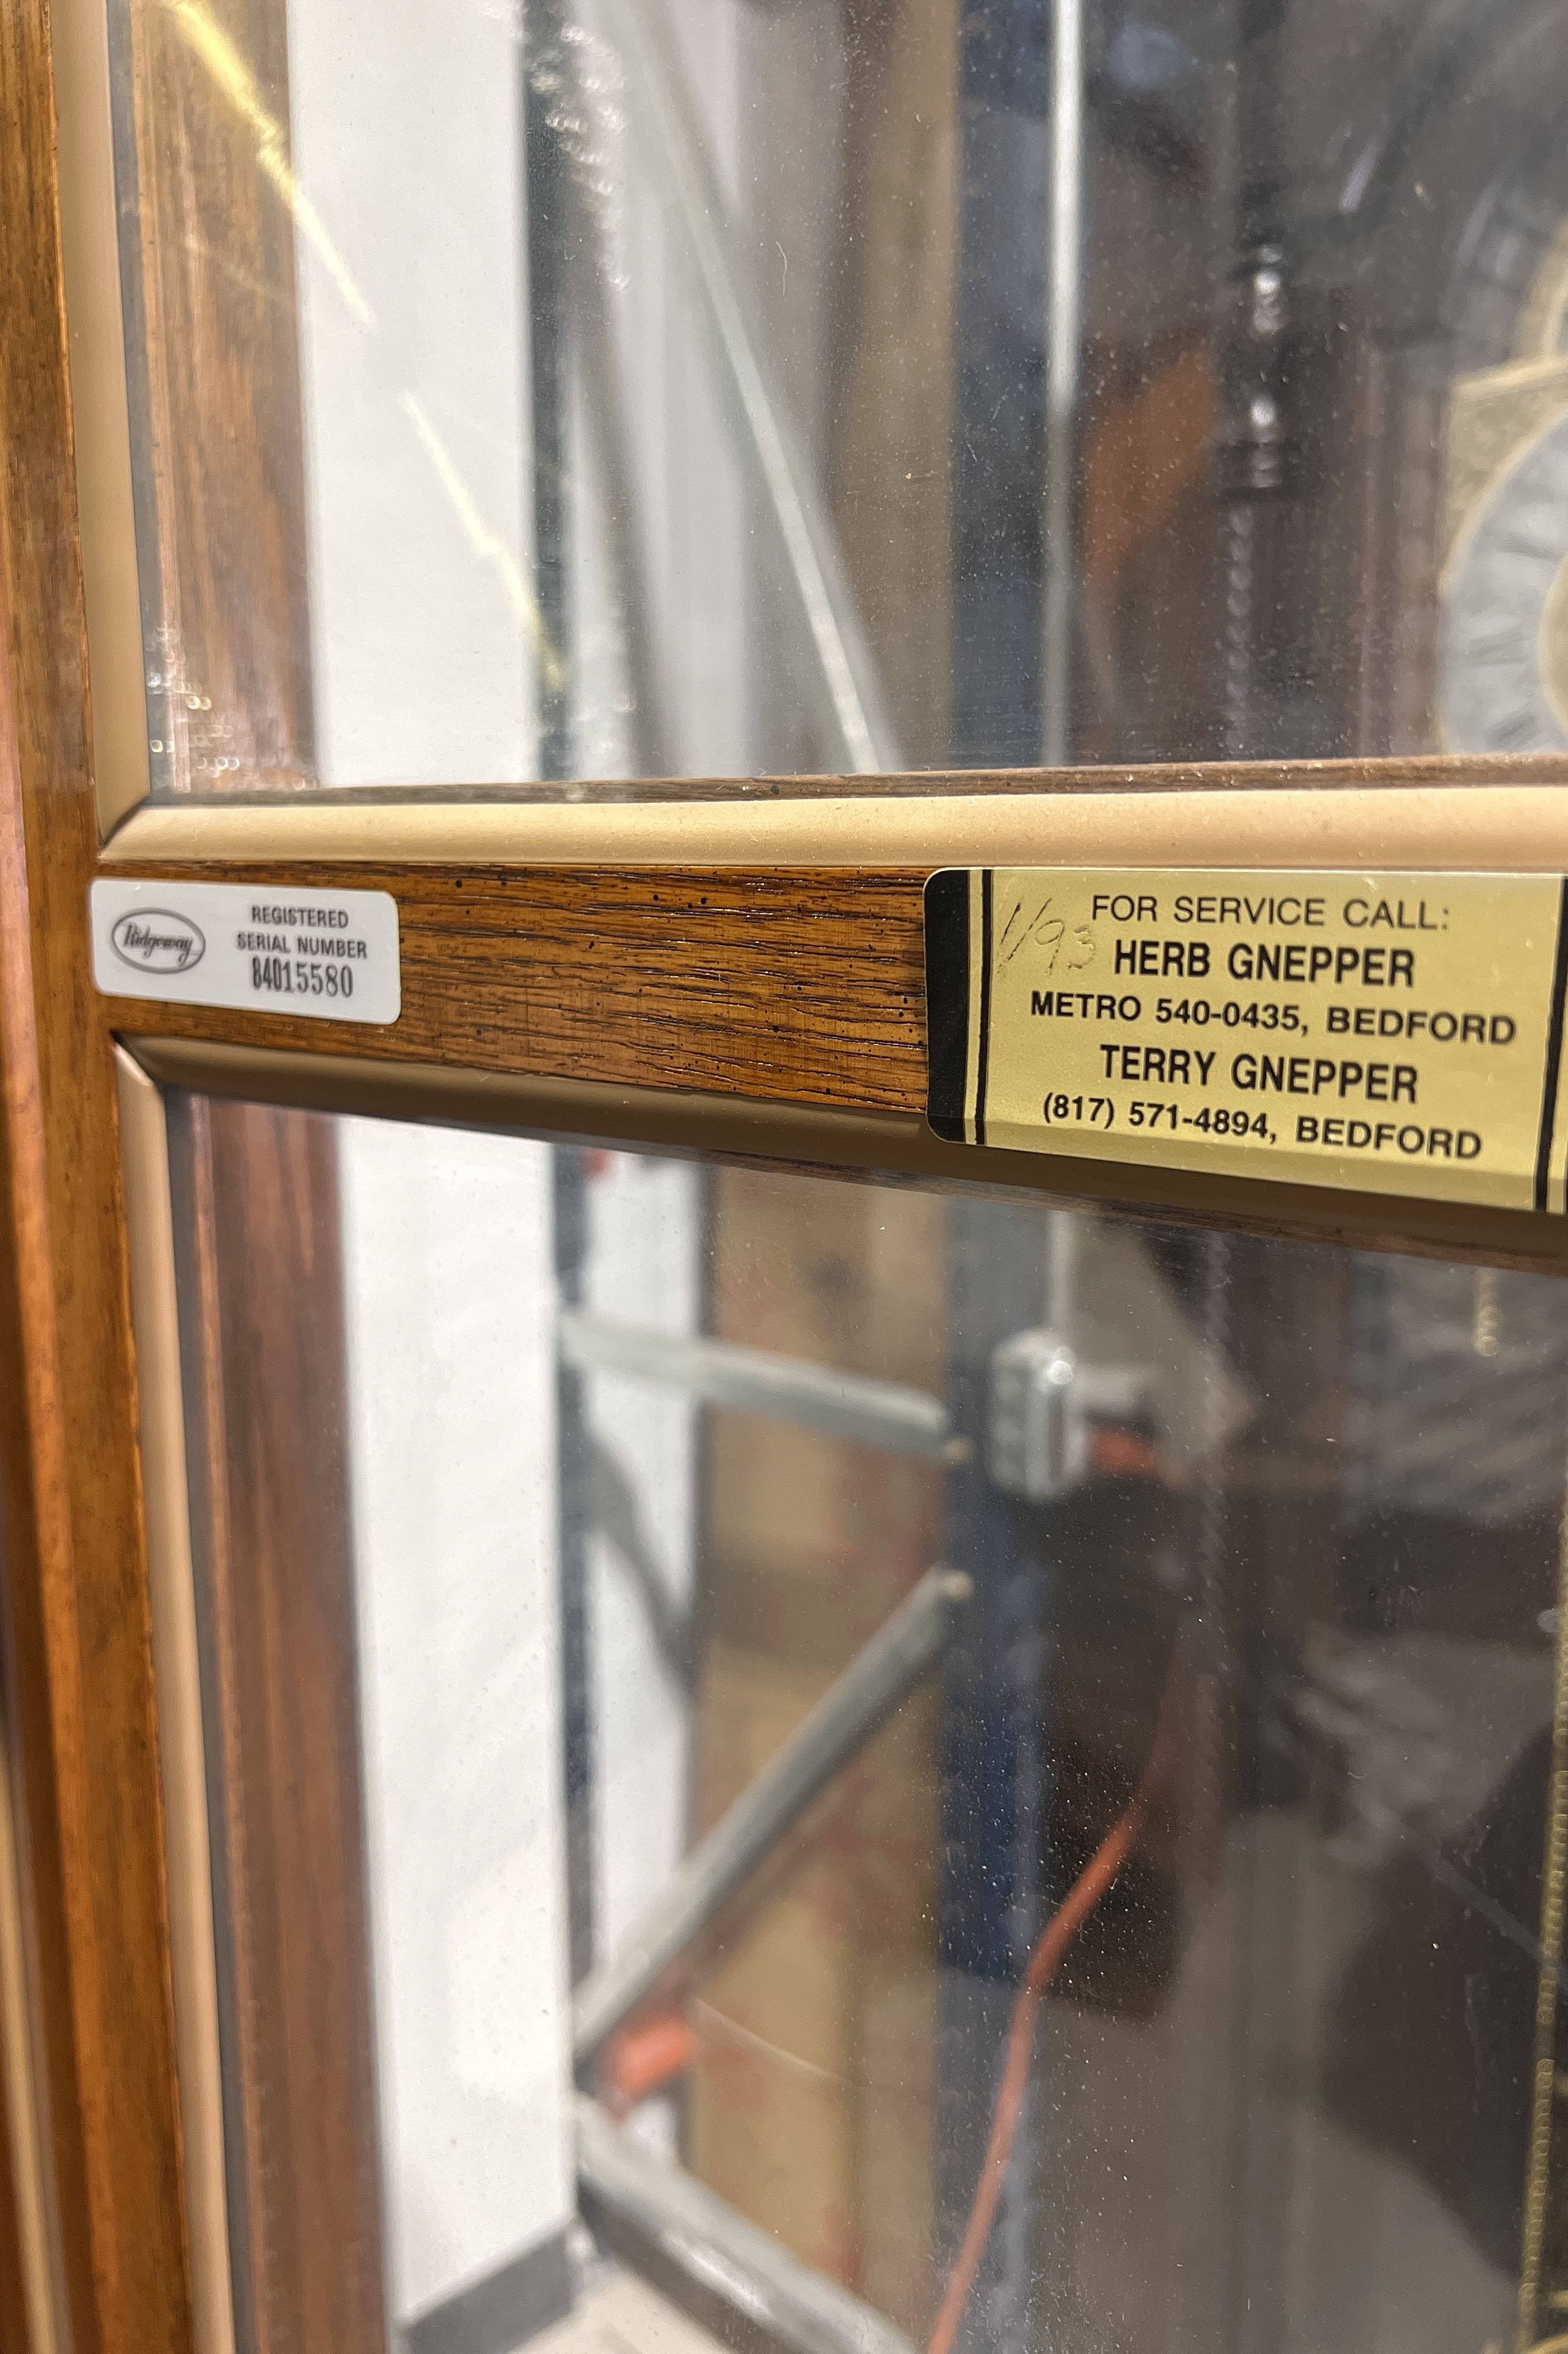 Ridgeway
REGISTERED
SERIAL NUMBER
84015580
1/93
FOR SERVICE CALL:
HERB GNEPPER
METRO 540-0435, BEDFORD
TERRY GNEPPER
(817) 571-4894, BEDFORD